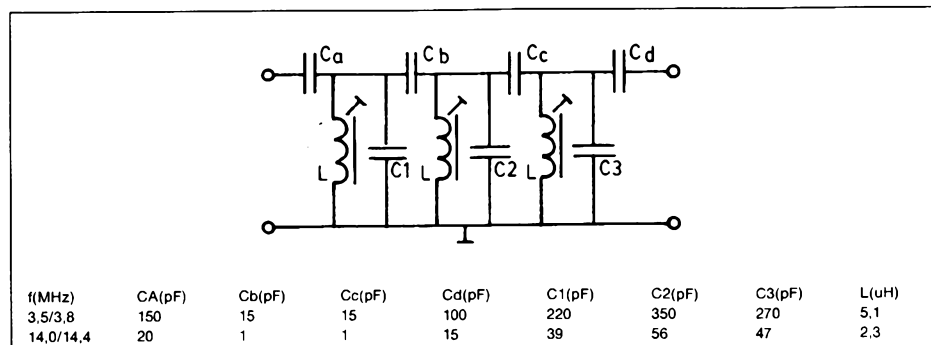 Ca
Cb
Cc
Cd
L
C1
L
C2
L
C3
f(MHz) CA(pF) Cb(pF) Cc(pF) Cd(pF) C1(pF) C2(pF) C3(pF) L(uH)
3,5/3,8 150 15 15 100 220 350 270 5,1
14,0/14,4 20 1 1 15 39 56 47 2,3